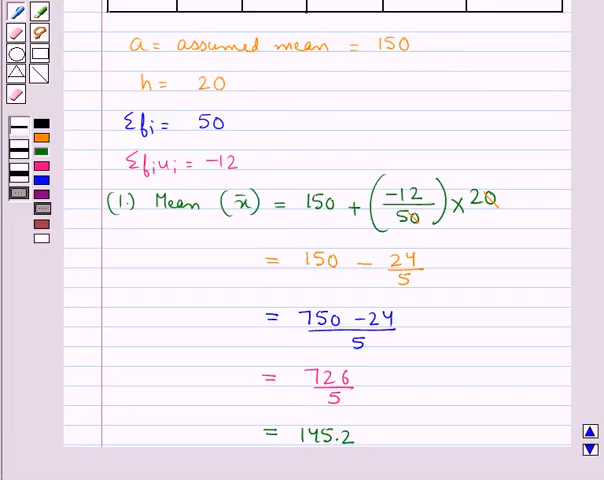 a = assumed mean = 150
h = 20
Σfi = 50
Σfiui = -12
(1.) Mean (x̄) = 150 + (-12/50) × 20
= 150 - 24/5
= 750 - 24/5
= 726/5
= 145.2